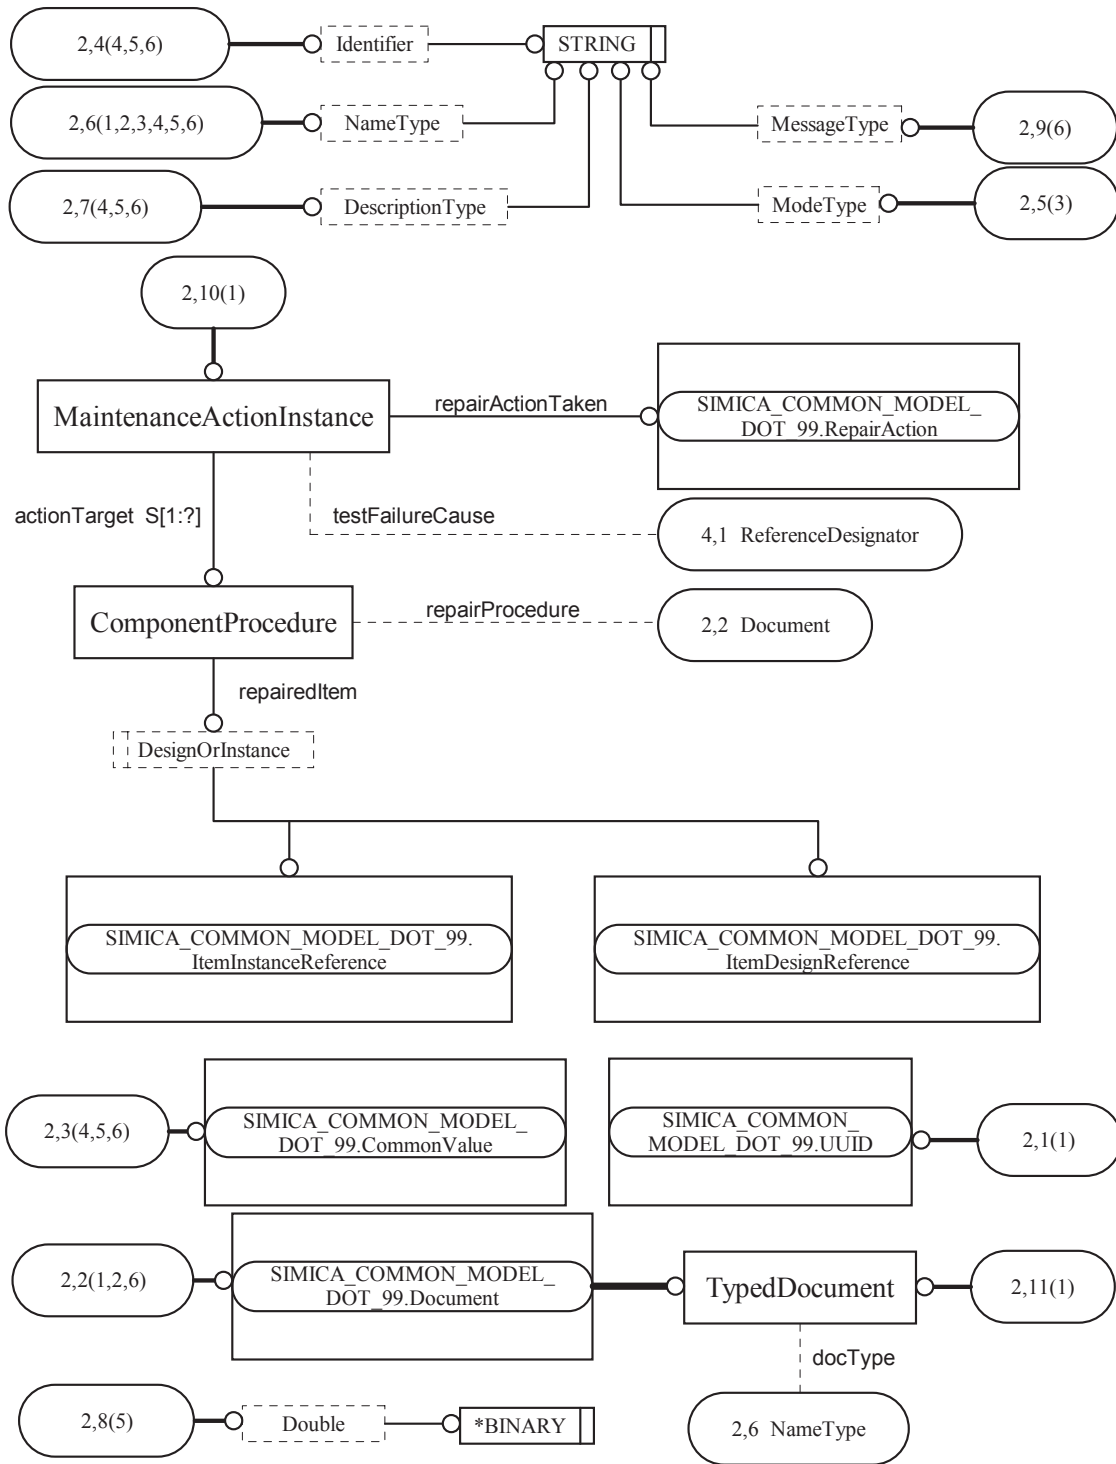 2,4(4,5,6)
Identifier
STRING
2,6(1,2,3,4,5,6)
NameType
MessageType
2,9(6)
2,7(4,5,6)
DescriptionType
ModeType
2,5(3)
2,10(1)
MaintenanceActionInstance
repairActionTaken
SIMICA_COMMON_MODEL_
DOT_99.RepairAction
actionTarget S[1:?]
testFailureCause
4,1 ReferenceDesignator
ComponentProcedure
repairProcedure
2,2 Document
repairedItem
DesignOrInstance
SIMICA_COMMON_MODEL_DOT_99.
ItemInstanceReference
SIMICA_COMMON_MODEL_DOT_99.
ItemDesignReference
2,3(4,5,6)
SIMICA_COMMON_MODEL_
DOT_99.CommonValue
SIMICA_COMMON_
MODEL_DOT_99.UUID
2,1(1)
2,2(1,2,6)
SIMICA_COMMON_MODEL_
DOT_99.Document
TypedDocument
2,11(1)
docType
2,8(5)
Double
*BINARY
2,6 NameType